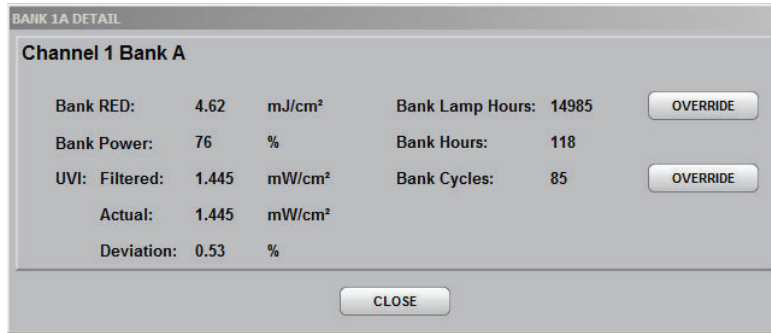 BANK 1A DETAIL
Channel 1 Bank A
Bank RED: 4.62 mJ/cm² Bank Lamp Hours: 14985 OVERRIDE
Bank Power: 76 % Bank Hours: 118
UVI: Filtered: 1.445 mW/cm² Bank Cycles: 85 OVERRIDE
Actual: 1.445 mW/cm²
Deviation: 0.53 %
CLOSE